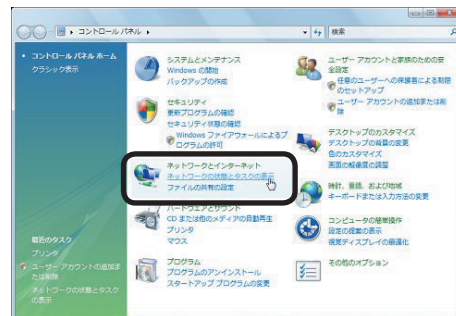 コントロール パネル
検索
コントロール パネル ホーム
クラシック表示
システムとメンテナンス
Windows の開始
バックアップの作成
セキュリティ
更新プログラムの確認
セキュリティ状態の確認
Windows ファイアウォールによるプ
ログラムの許可
ネットワークとインターネット
ネットワークの状態とタスクの表示
ファイルの共有の設定
ハードウェアとサウンド
CD または他のメディアの自動再生
プリンタ
マウス
プログラム
プログラムのアンインストール
スタートアップ プログラムの変更
ユーザー アカウントと家族のための安
全設定
任意のユーザーへの保護者による制限
のセットアップ
ユーザー アカウントの追加または削
除
デスクトップのカスタマイズ
デスクトップの背景の変更
色のカスタマイズ
画面の解像度の調整
時計、言語、および地域
キーボードまたは入力方法の変更
コンピュータの簡単操作
設定の提案の表示
視覚ディスプレイの最適化
その他のオプション
最近のタスク
プリンタ
ユーザー アカウントの追加ま
たは削除
ネットワークの状態とタスク
の表示